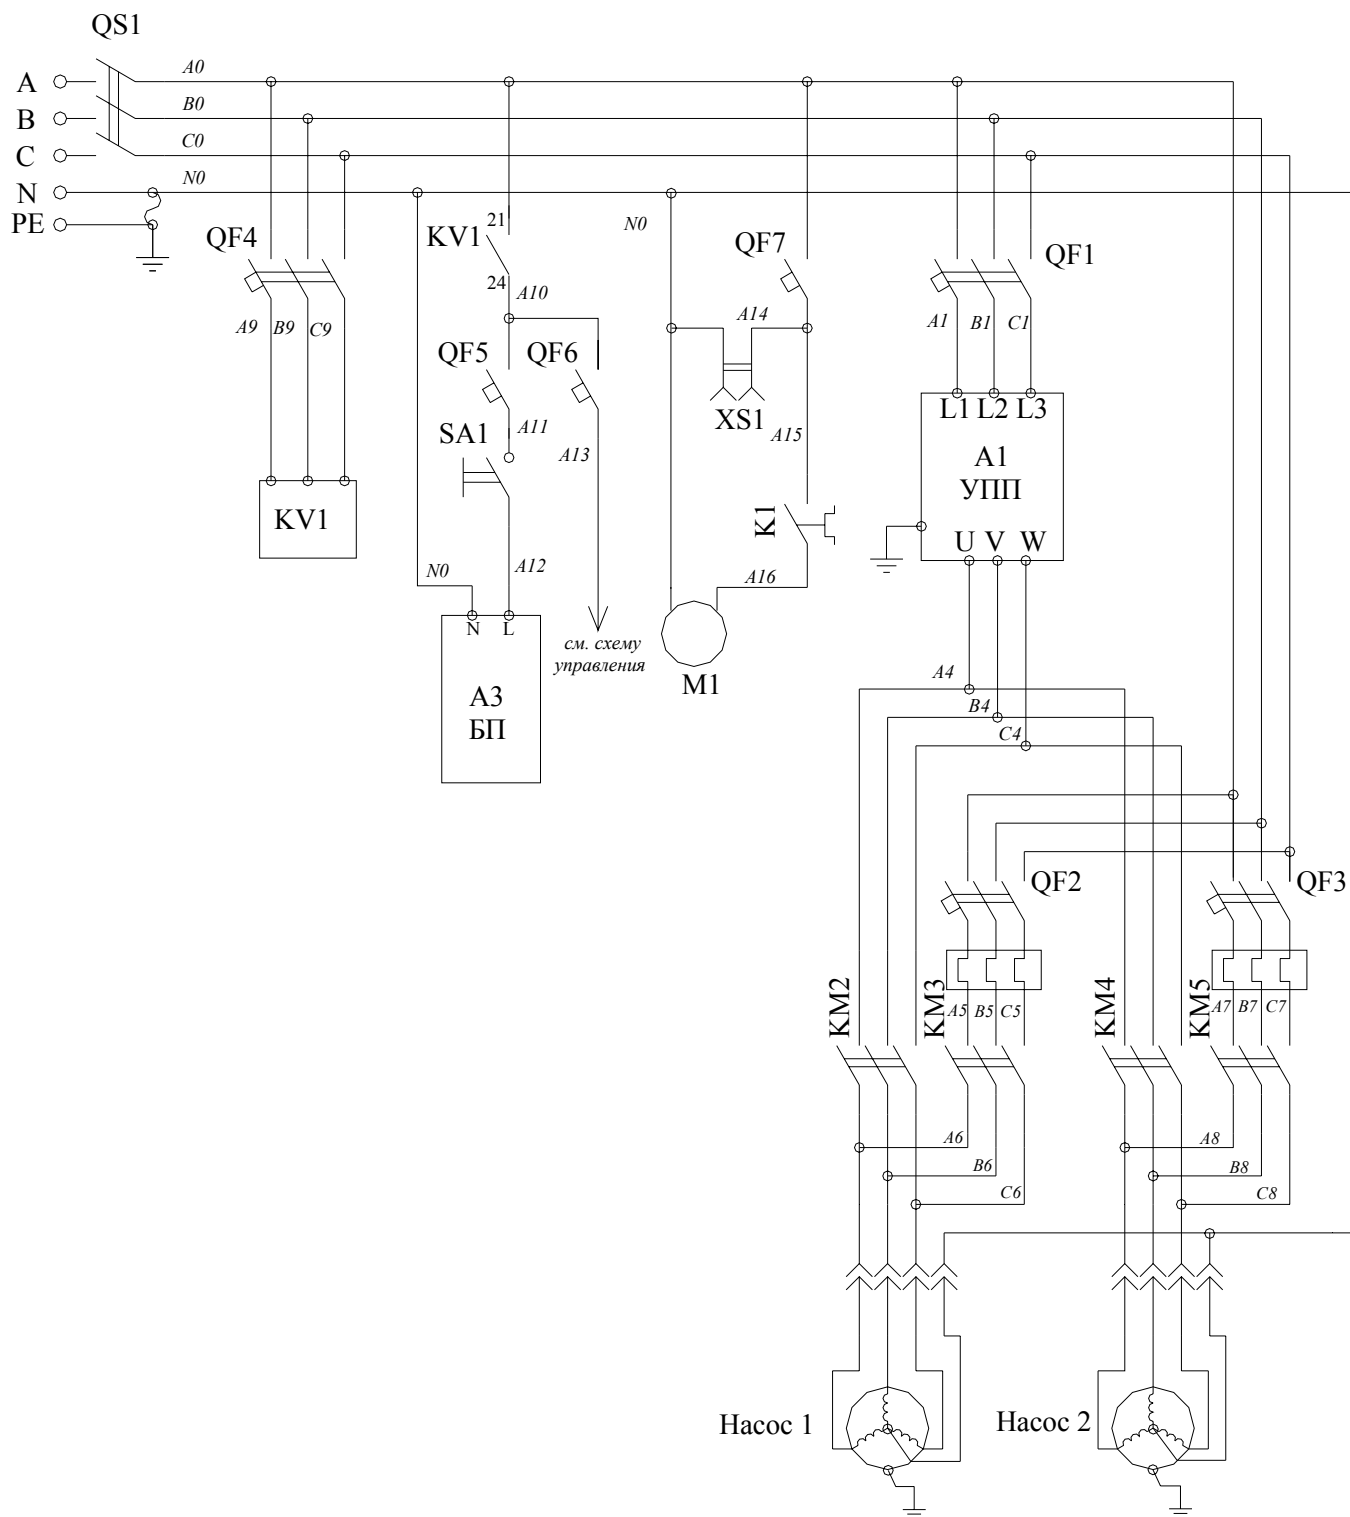 QS1
A
A0
B
B0
C
C0
N
N0
PE
QF4
KV1
21
24
N0
QF7
QF1
A10
A9
B9
C9
A14
A1
B1
C1
QF5
QF6
XS1
L1 L2 L3
SA1
A11
A13
A15
A1
УПП
KV1
K1
U V W
N0
A12
A16
N L
см. схему
управления
M1
A3
БП
A4
B4
C4
QF2
QF3
KM2
KM3
A5
B5
C5
KM4
KM5
A7
B7
C7
A6
B6
C6
A8
B8
C8
Насос 1
Насос 2